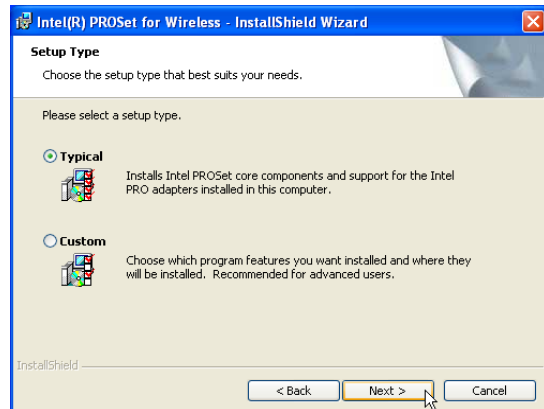 Intel(R) PROSet for Wireless - InstallShield Wizard
Setup Type
Choose the setup type that best suits your needs.
Please select a setup type.
Typical
Installs Intel PROSet core components and support for the Intel
PRO adapters installed in this computer.
Custom
Choose which program features you want installed and where they
will be installed. Recommended for advanced users.
InstallShield
< Back
Next >
Cancel